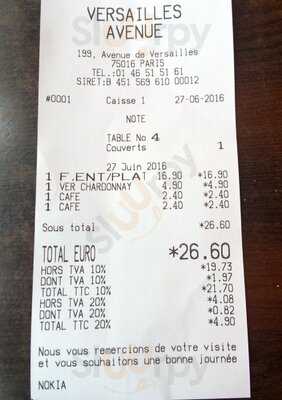 VERSAILLES
AVENUE
199, Avenue de Versailles
75016 PARIS
TEL.:01 46 51 51 61
SIRET:B 451 569 610 00012
#0001 Caisse 1 27-06-2016
NOTE
TABLE No 4
Couverts 1
27 Juin 2016
1 F.ENT/PLAT 16.90 *16.90
1 VER CHARDONNAY 4.90 *4.90
1 CAFE 2.40 *2.40
1 CAFE 2.40 *2.40
Sous total *26.60
TOTAL EURO *26.60
HORS TVA 10% *19.73
DONT TVA 10% *1.97
TOTAL TTC 10% *21.70
HORS TVA 20% *4.08
DONT TVA 20% *0.82
TOTAL TTC 20% *4.90
Nous vous remercions de votre visite
et vous souhaitons une bonne journée
NOKIA
sluurpy